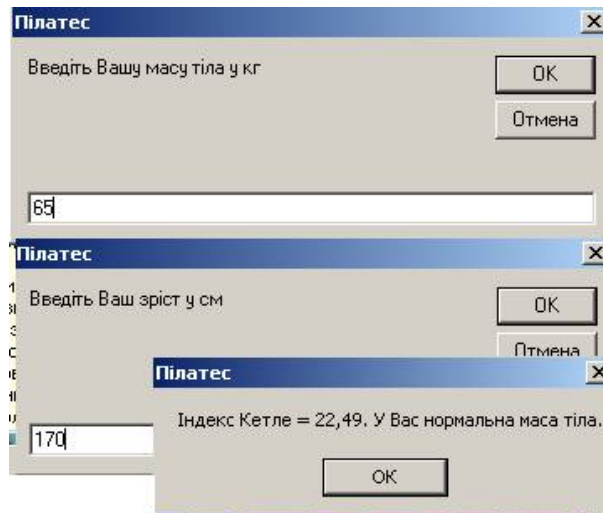 Пілатес
Введіть Вашу масу тіла у кг
OK
Отмена
65
Пілатес
Введіть Ваш зріст у см
OK
Отмена
170
Пілатес
Індекс Кетле = 22,49. У Вас нормальна маса тіла.
OK